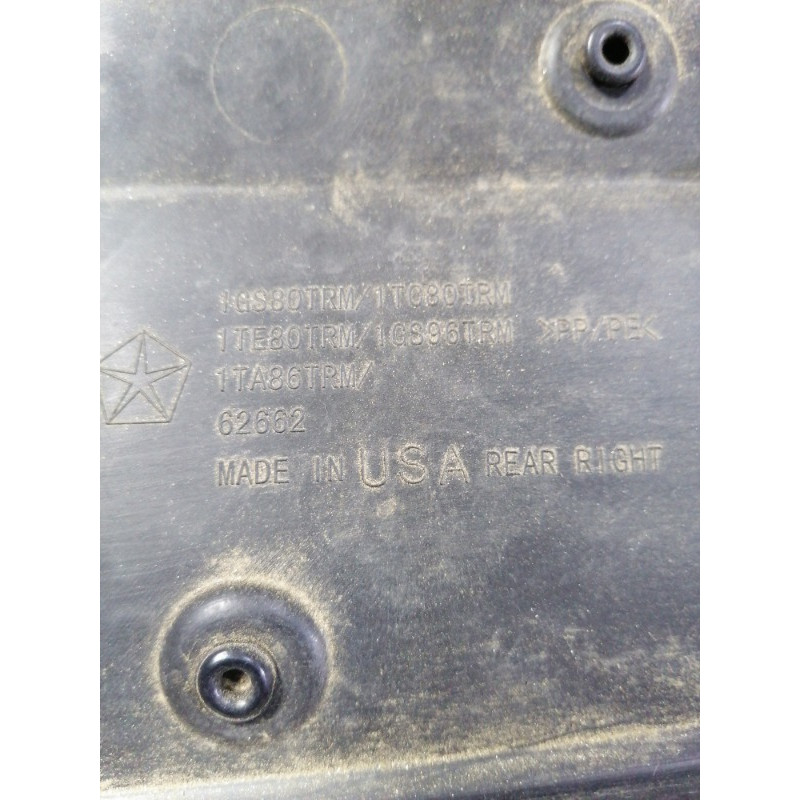 1GS80TRM/1TC80TRM
1TE80TRM/1GS96TRM >PP/PE<
1TA86TRM/
62662
MADE IN USA REAR RIGHT